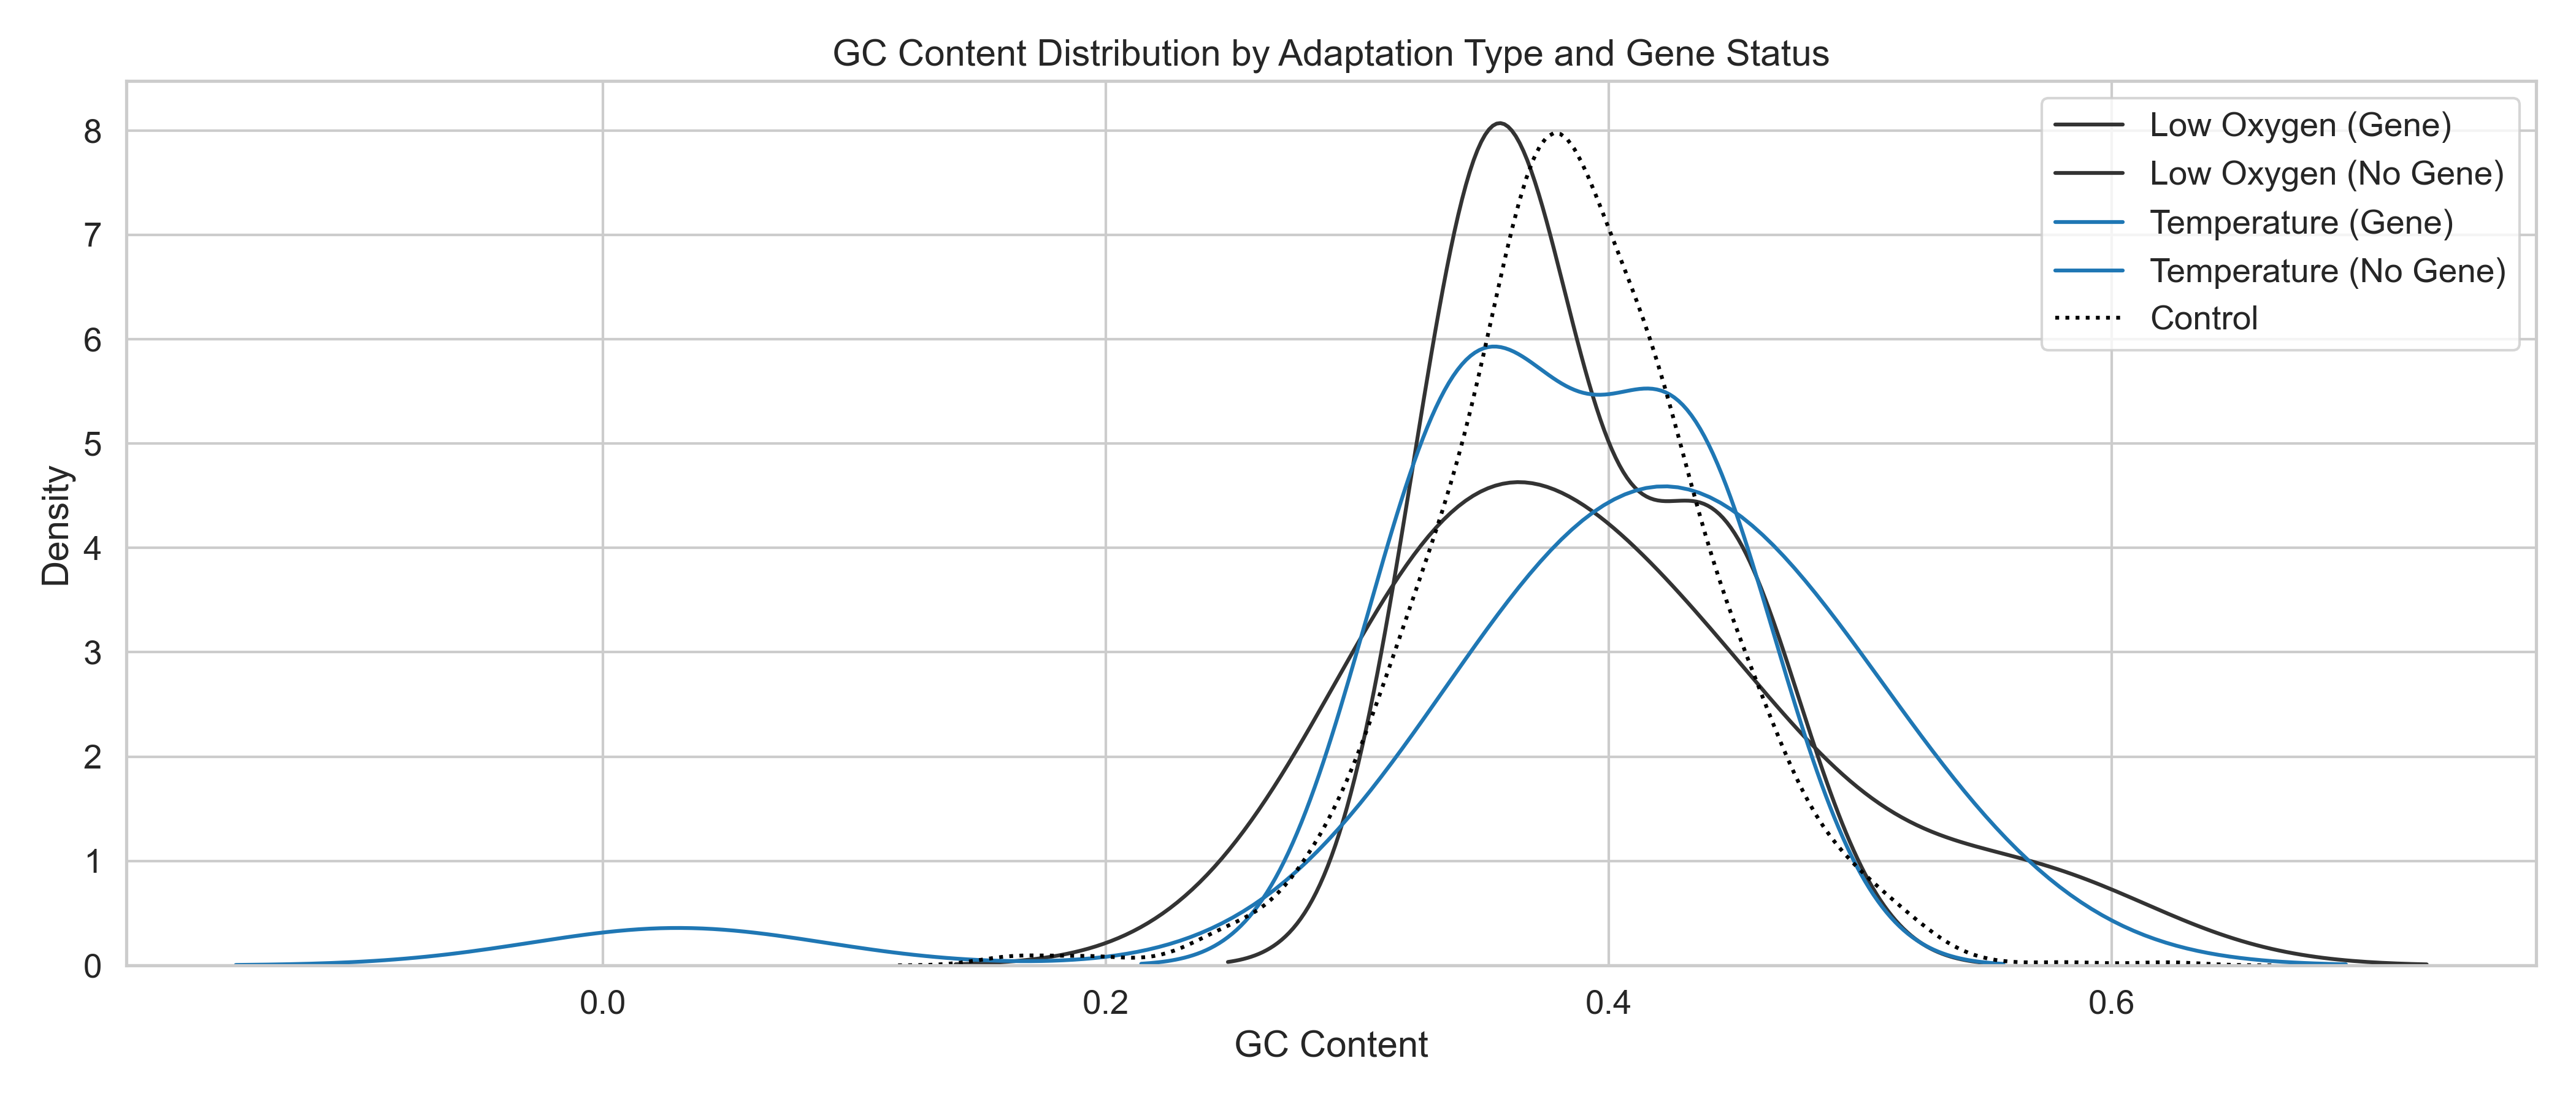 GC Content Distribution by Adaptation Type and Gene Status
Low Oxygen (Gene)
Low Oxygen (No Gene)
Temperature (Gene)
Temperature (No Gene)
Control
8
7
6
5
4
3
2
1
0
Density
0.0 0.2 0.4 0.6
GC Content